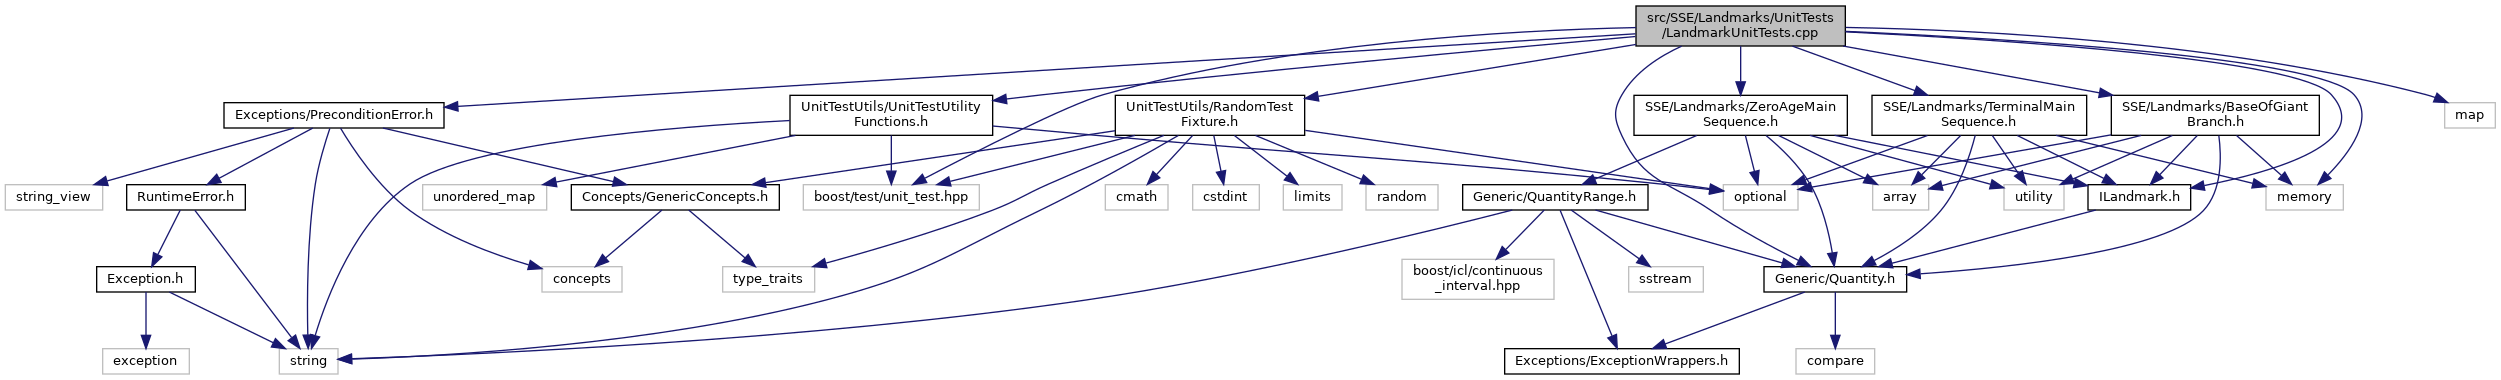 src/SSE/Landmarks/UnitTests
/LandmarkUnitTests.cpp
Exceptions/PreconditionError.h
UnitTestUtils/UnitTestUtility
Functions.h
UnitTestUtils/RandomTest
Fixture.h
SSE/Landmarks/ZeroAgeMain
Sequence.h
SSE/Landmarks/TerminalMain
Sequence.h
SSE/Landmarks/BaseOfGiant
Branch.h
map
string_view
RuntimeError.h
unordered_map
Concepts/GenericConcepts.h
boost/test/unit_test.hpp
cmath
cstdint
limits
random
Generic/QuantityRange.h
optional
array
utility
ILandmark.h
memory
Exception.h
concepts
type_traits
boost/icl/continuous
_interval.hpp
sstream
Generic/Quantity.h
exception
string
Exceptions/ExceptionWrappers.h
compare